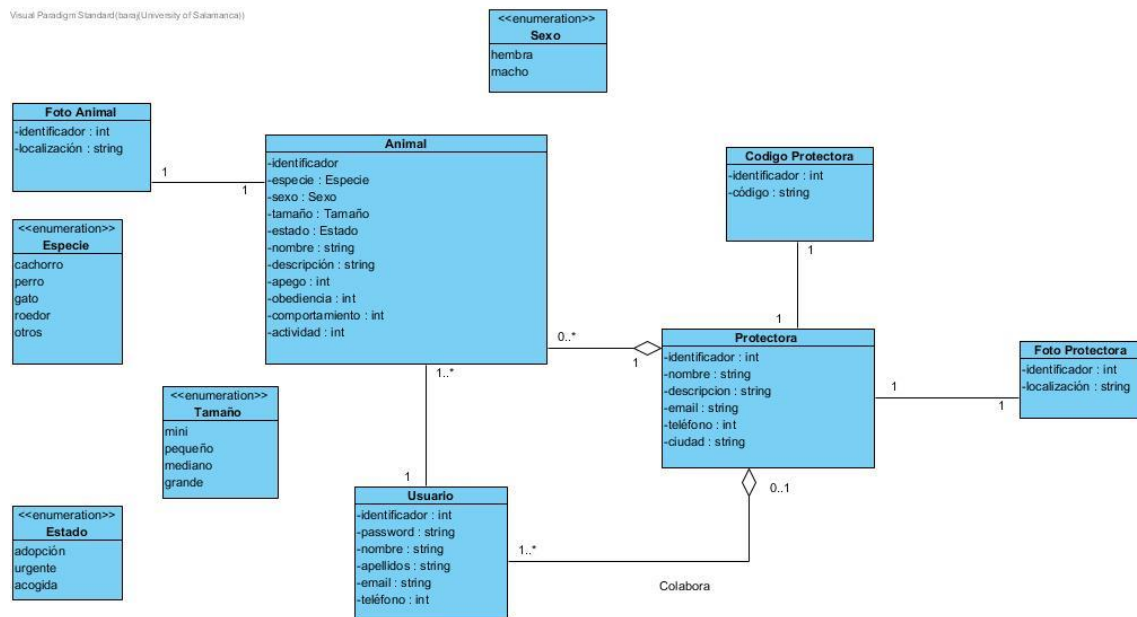 Visual Paradigm Standard(baraj(University of Salamanca))
<<enumeration>>
Sexo
hembra
macho
Foto Animal
-identificador : int
-localización : string
1
1
Animal
-identificador
-especie : Especie
-sexo : Sexo
-tamaño : Tamaño
-estado : Estado
-nombre : string
-descripción : string
-apego : int
-obediencia : int
-comportamiento : int
-actividad : int
Codigo Protectora
-identificador : int
-código : string
1
1
<<enumeration>>
Especie
cachorro
perro
gato
roedor
otros
0..*
1
Protectora
-identificador : int
-nombre : string
-descripcion : string
-email : string
-teléfono : int
-ciudad : string
1
1
Foto Protectora
-identificador : int
-localización : string
<<enumeration>>
Tamaño
mini
pequeño
mediano
grande
1..*
1
<<enumeration>>
Estado
adopción
urgente
acogida
Usuario
-identificador : int
-password : string
-nombre : string
-apellidos : string
-email : string
-teléfono : int
0..1
1..*
Colabora